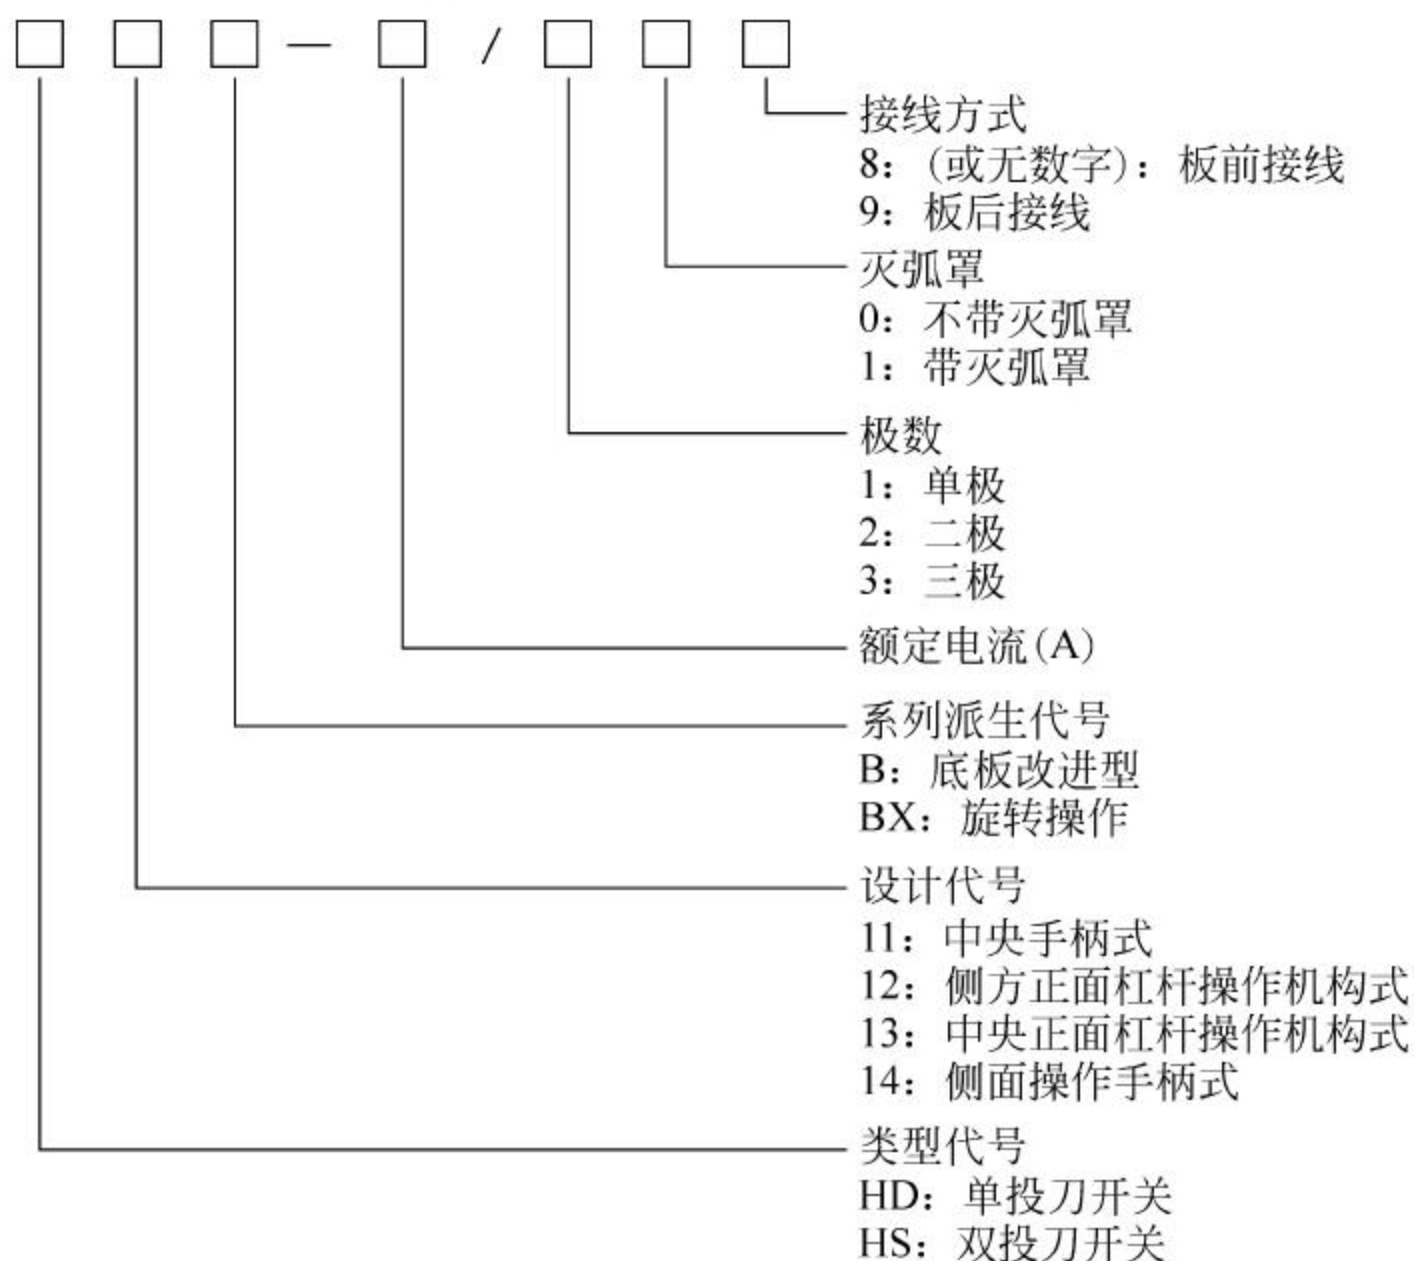 □ □ □ — □ / □ □ □
接线方式
8：(或无数字)：板前接线
9：板后接线
灭弧罩
0：不带灭弧罩
1：带灭弧罩
极数
1：单极
2：二极
3：三极
额定电流(A)
系列派生代号
B：底板改进型
BX：旋转操作
设计代号
11：中央手柄式
12：侧方正面杠杆操作机构式
13：中央正面杠杆操作机构式
14：侧面操作手柄式
类型代号
HD：单投刀开关
HS：双投刀开关